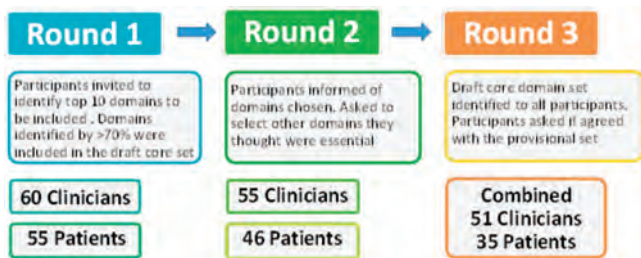 Round 1
Round 2
Round 3
Participants invited to
identify top 10 domains to
be included . Domains
identified by >70% were
included in the draft core set
Participants informed of
domains chosen. Asked to
select other domains they
thought were essential
Draft core domain set
identified to all participants.
Participants asked if agreed
with the provisional set
60 Clinicians
55 Patients
55 Clinicians
46 Patients
Combined
51 Clinicians
35 Patients